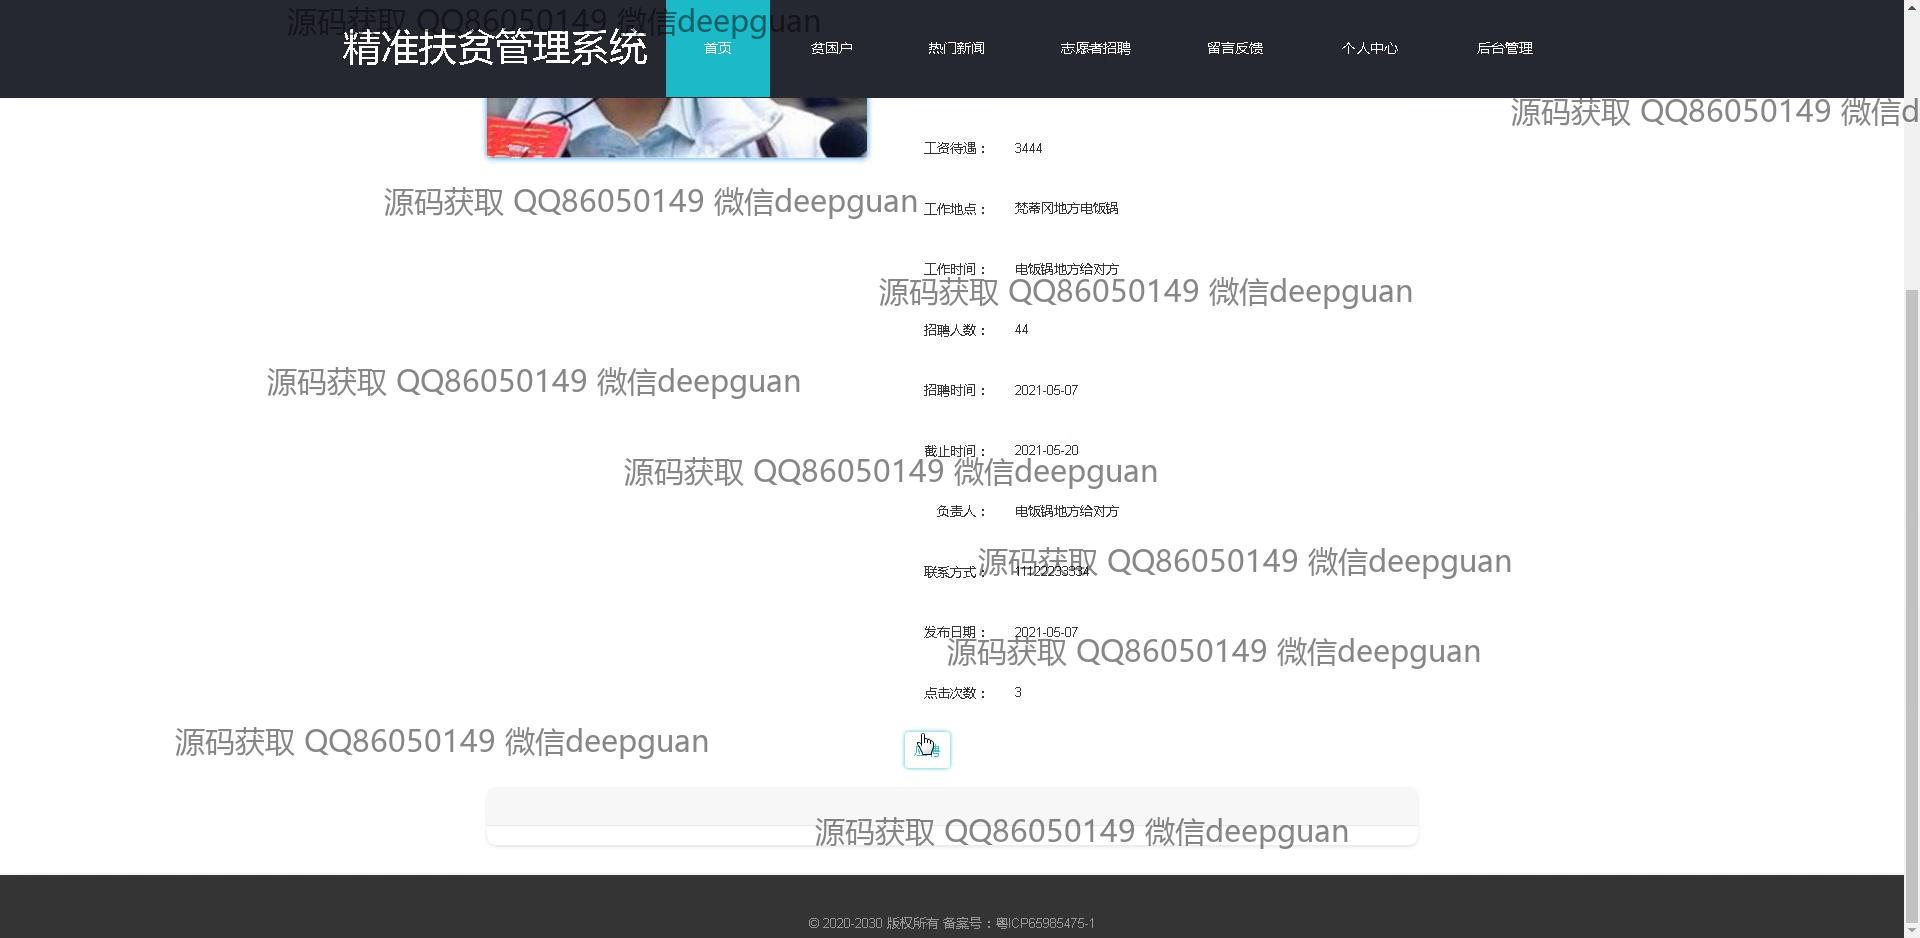 源码获取 QQ86050149 微信deepguan
精准扶贫管理系统
首页
贫困户
热门新闻
志愿者招聘
留言反馈
个人中心
后台管理
源码获取 QQ86050149 微信d
工资待遇： 3444
源码获取 QQ86050149 微信deepguan
工作地点： 梵蒂冈地方电饭锅
工作时间： 电饭锅地方给对方
源码获取 QQ86050149 微信deepguan
招聘人数： 44
源码获取 QQ86050149 微信deepguan
招聘时间： 2021-05-07
截止时间： 2021-05-20
源码获取 QQ86050149 微信deepguan
负责人： 电饭锅地方给对方
源码获取 QQ86050149 微信deepguan
联系方式： 11122233334
发布日期： 2021-05-07
源码获取 QQ86050149 微信deepguan
点击次数： 3
源码获取 QQ86050149 微信deepguan
源码获取 QQ86050149 微信deepguan
© 2020-2030 版权所有 备案号：粤ICP65985475-1